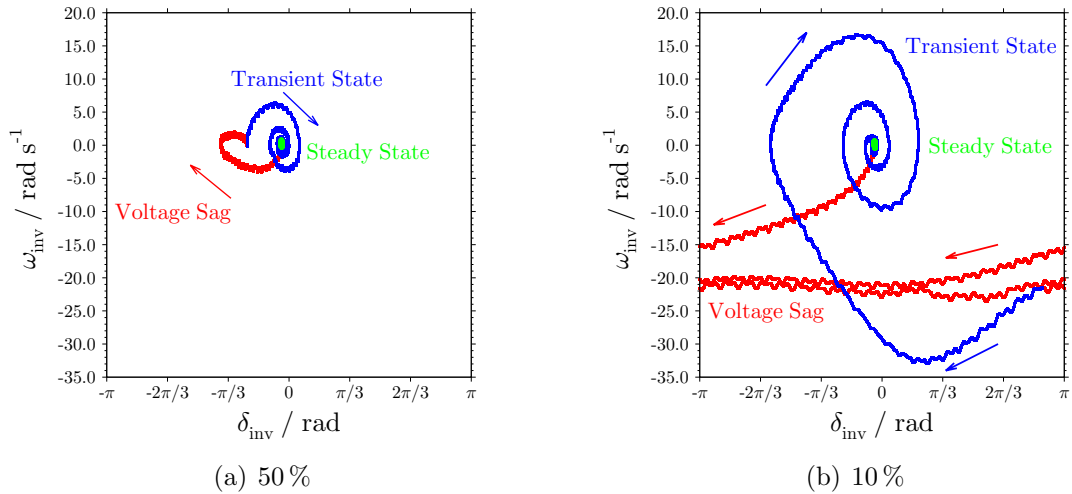 20.0
15.0
10.0
5.0
0.0
-5.0
-10.0
-15.0
-20.0
-25.0
-30.0
-35.0
ω_inv / rad s⁻¹
Transient State
Steady State
Voltage Sag
-π
-2π/3
-π/3
0
π/3
2π/3
π
δ_inv / rad
(a) 50 %
20.0
15.0
10.0
5.0
0.0
-5.0
-10.0
-15.0
-20.0
-25.0
-30.0
-35.0
ω_inv / rad s⁻¹
Transient State
Steady State
Voltage Sag
-π
-2π/3
-π/3
0
π/3
2π/3
π
δ_inv / rad
(b) 10 %